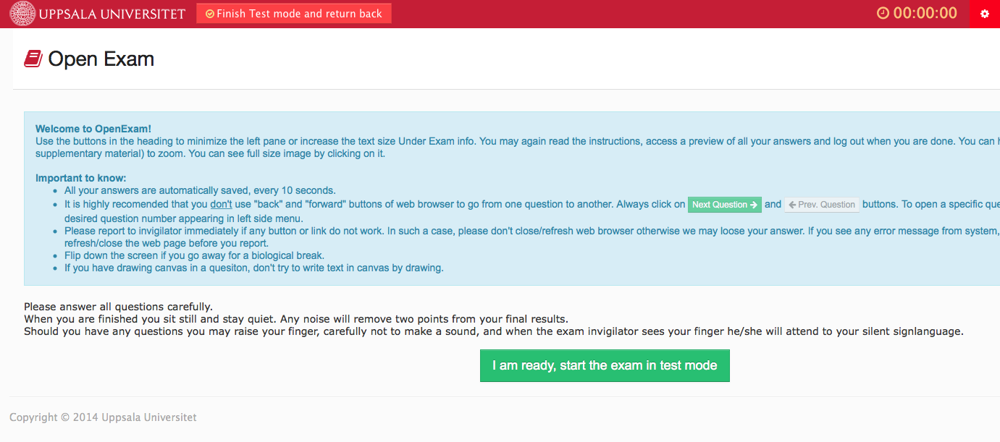 UPPSALA UNIVERSITET Finish Test mode and return back 00:00:00
Open Exam
Welcome to OpenExam!
Use the buttons in the heading to minimize the left pane or increase the text size Under Exam info. You may again read the instructions, access a preview of all your answers and log out when you are done. You can
supplementary material) to zoom. You can see full size image by clicking on it.
Important to know:
• All your answers are automatically saved, every 10 seconds.
• It is highly recomended that you don't use "back" and "forward" buttons of web browser to go from one question to another. Always click on Next Question → and ← Prev. Question buttons. To open a specific
desired question number appearing in left side menu.
• Please report to invigilator immediately if any button or link do not work. In such a case, please don't close/refresh web browser otherwise we may loose your answer. If you see any error message from system,
refresh/close the web page before you report.
• Flip down the screen if you go away for a biological break.
• If you have drawing canvas in a quesiton, don't try to write text in canvas by drawing.
Please answer all questions carefully.
When you are finished you sit still and stay quiet. Any noise will remove two points from your final results.
Should you have any questions you may raise your finger, carefully not to make a sound, and when the exam invigilator sees your finger he/she will attend to your silent signlanguage.
I am ready, start the exam in test mode
Copyright © 2014 Uppsala Universitet